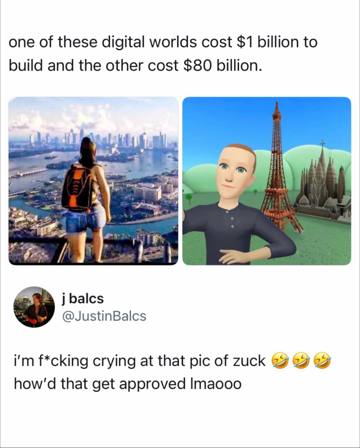 one of these digital worlds cost $1 billion to
build and the other cost $80 billion.
j balcs
@JustinBalcs
i'm f*cking crying at that pic of zuck 🤣🤣🤣
how'd that get approved lmaooo